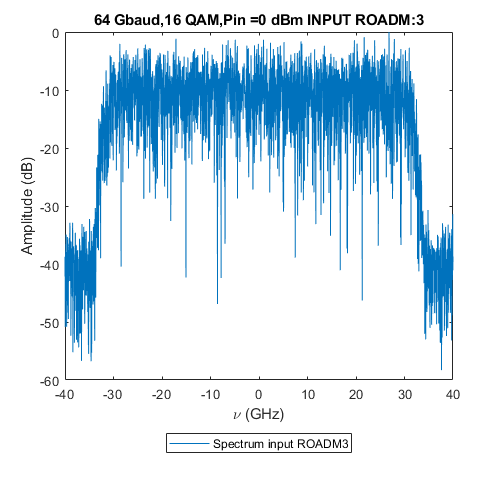 64 Gbaud,16 QAM,Pin =0 dBm INPUT ROADM:3
0
-10
-20
-30
-40
-50
-60
Amplitude (dB)
-40 -30 -20 -10 0 10 20 30 40
ν (GHz)
Spectrum input ROADM3